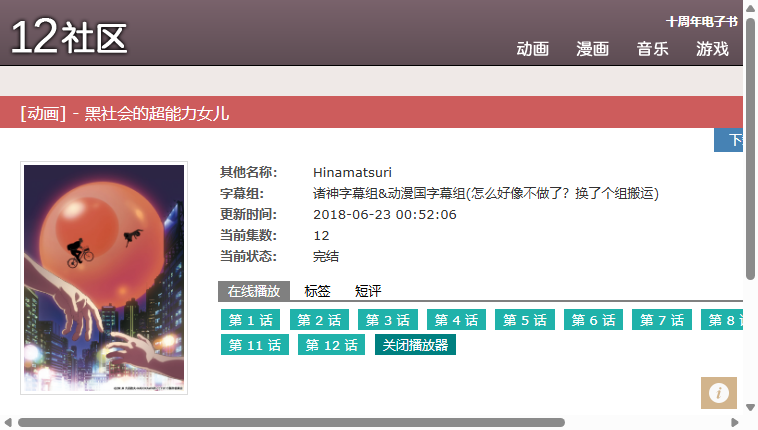 12社区
十周年电子书
动画 漫画 音乐 游戏
[动画] - 黑社会的超能力女儿
其他名称: Hinamatsuri
字幕组: 诸神字幕组&动漫国字幕组(怎么好像不做了？换了个组搬运)
更新时间: 2018-06-23 00:52:06
当前集数: 12
当前状态: 完结
在线播放 标签 短评
第 1 话 第 2 话 第 3 话 第 4 话 第 5 话 第 6 话 第 7 话 第 8
第 11 话 第 12 话 关闭播放器
i